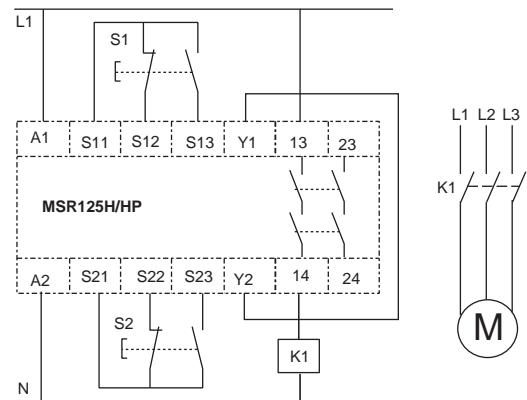 L1
S1
A1 S11 S12 S13 Y1 13 23
MSR125H/HP
A2 S21 S22 S23 Y2 14 24
S2
K1
N
L1 L2 L3
K1
M